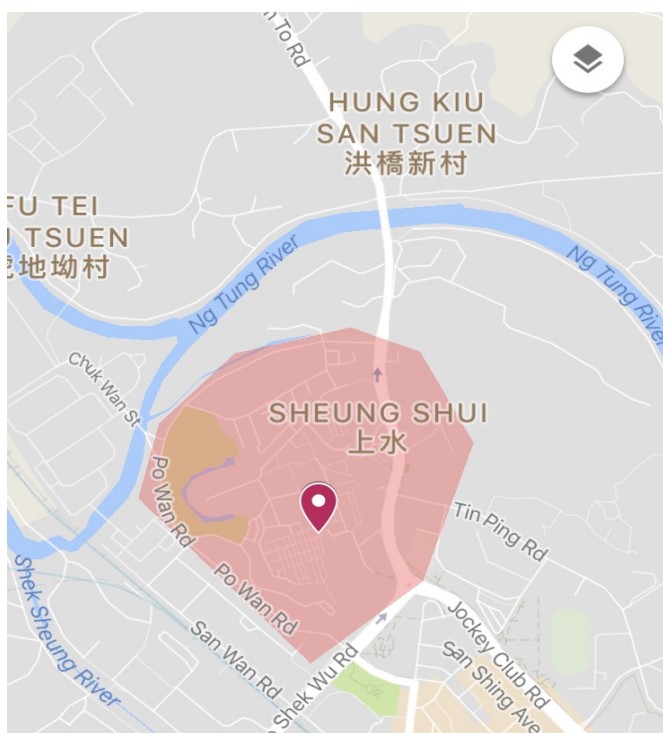 To Rd
HUNG KIU
SAN TSUEN
洪橋新村
FU TEI
TSUEN
地坳村
Ng Tung River
Ng Tung River
Chuk Wan St
SHEUNG SHUI
上水
Po Wan Rd
Tin Ping Rd
Po Wan Rd
San Wan Rd
Shek Sheung River
Shek Wu Rd
Jockey Club Rd
San Shing Ave